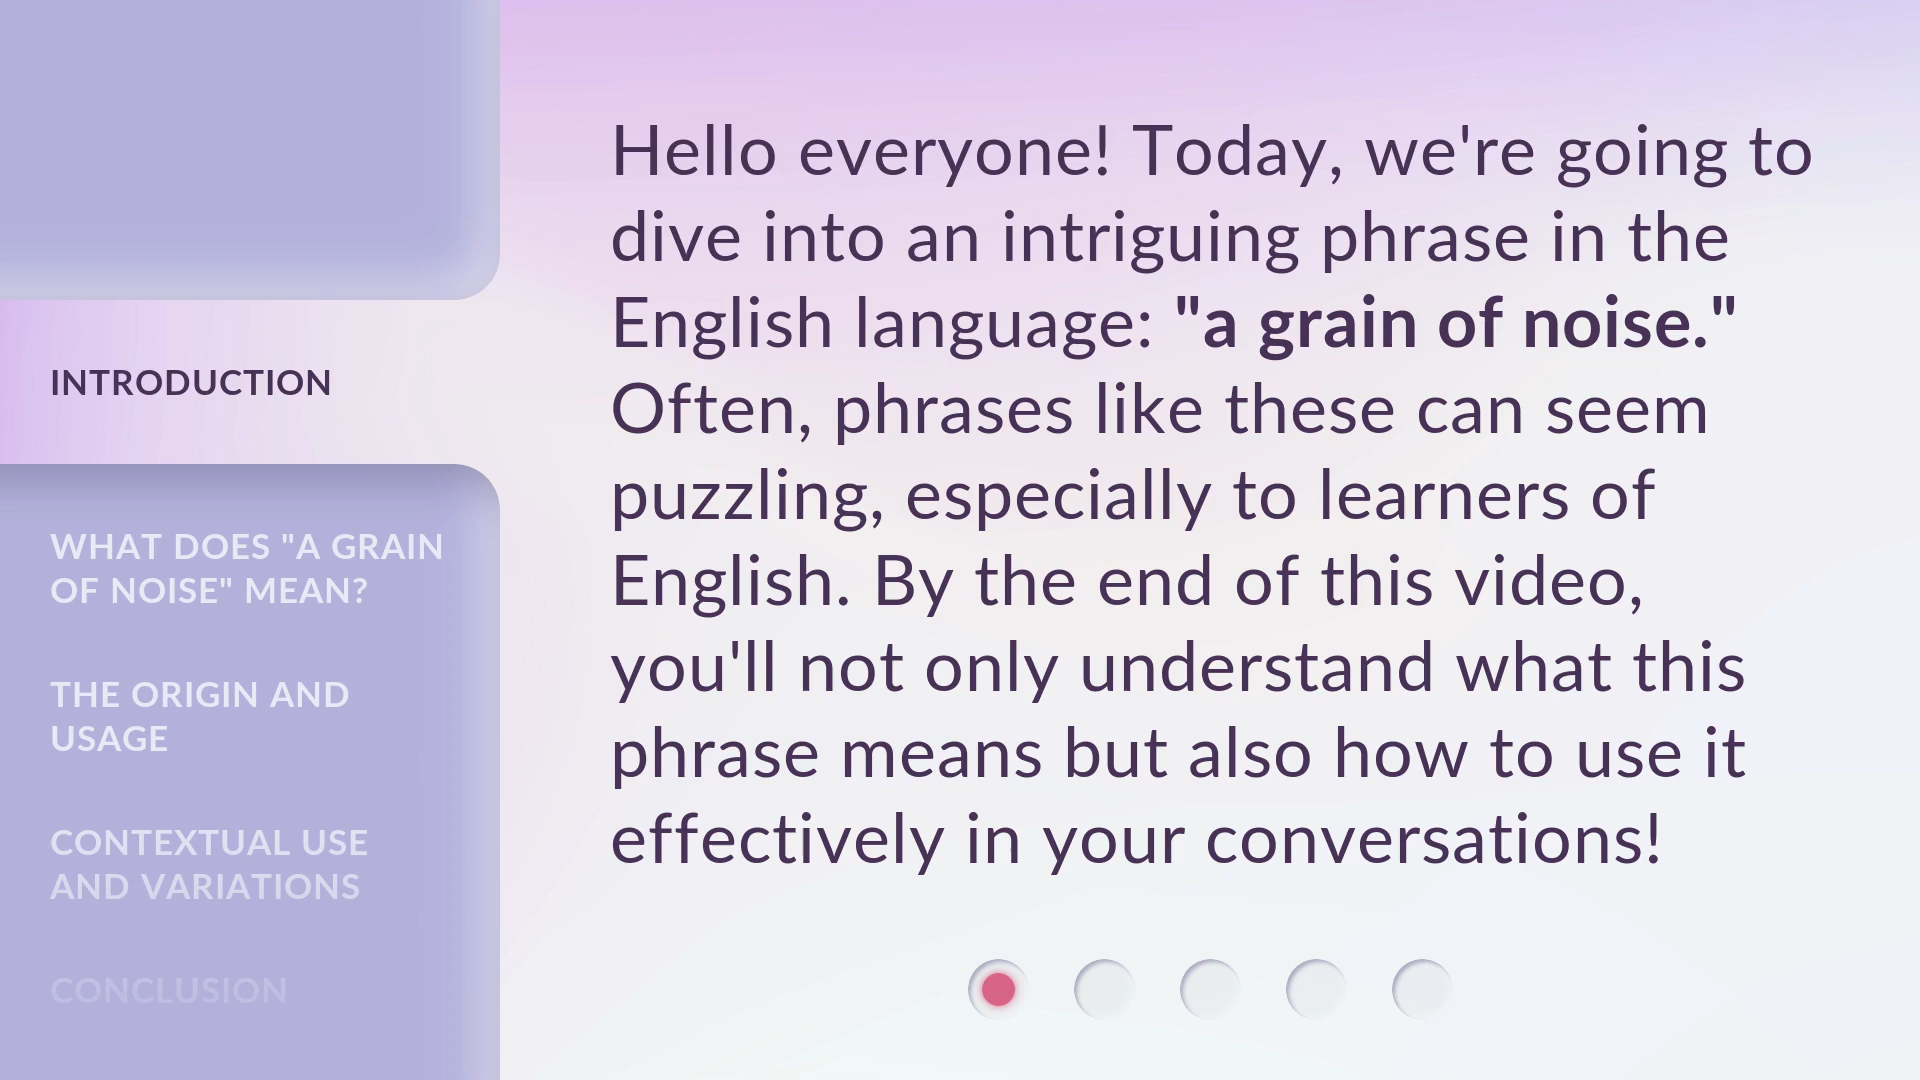 INTRODUCTION
WHAT DOES "A GRAIN
OF NOISE" MEAN?
THE ORIGIN AND
USAGE
CONTEXTUAL USE
AND VARIATIONS
CONCLUSION
Hello everyone! Today, we're going to
dive into an intriguing phrase in the
English language: "a grain of noise."
Often, phrases like these can seem
puzzling, especially to learners of
English. By the end of this video,
you'll not only understand what this
phrase means but also how to use it
effectively in your conversations!